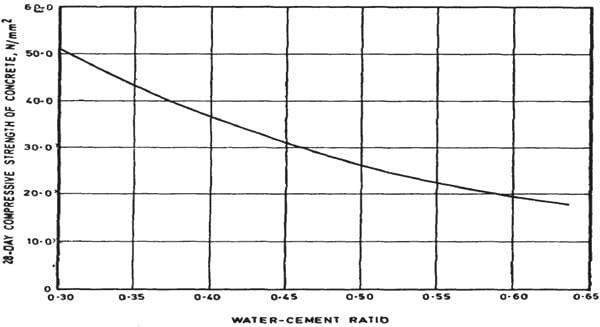 28-DAY COMPRESSIVE STRENGTH OF CONCRETE, N/mm²
60·0
50·0
40·0
30·0
20·0
10·0
0
0·30 0·35 0·40 0·45 0·50 0·55 0·60 0·65
WATER-CEMENT RATIO